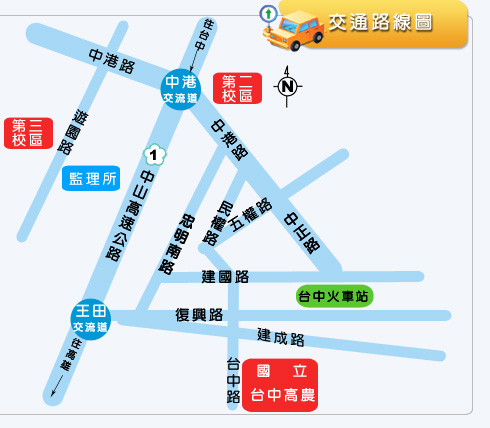 交通路線圖
往台中
中港路
中港
交流道
第二
校區
N
第三
校區
遊園路
中港路
1
監理所
中山高速公路
忠明南路
民權路
五權路
中正路
建國路
台中火車站
王田
交流道
復興路
建成路
往高雄
台中路
國立
台中高農